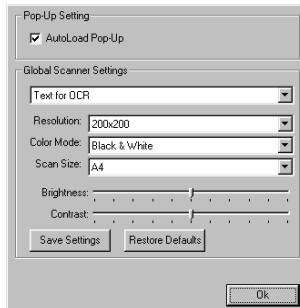 Pop-Up Setting
AutoLoad Pop-Up
Global Scanner Settings
Text for OCR
Resolution: 200x200
Color Mode: Black & White
Scan Size: A4
Brightness:
Contrast:
Save Settings Restore Defaults
Ok